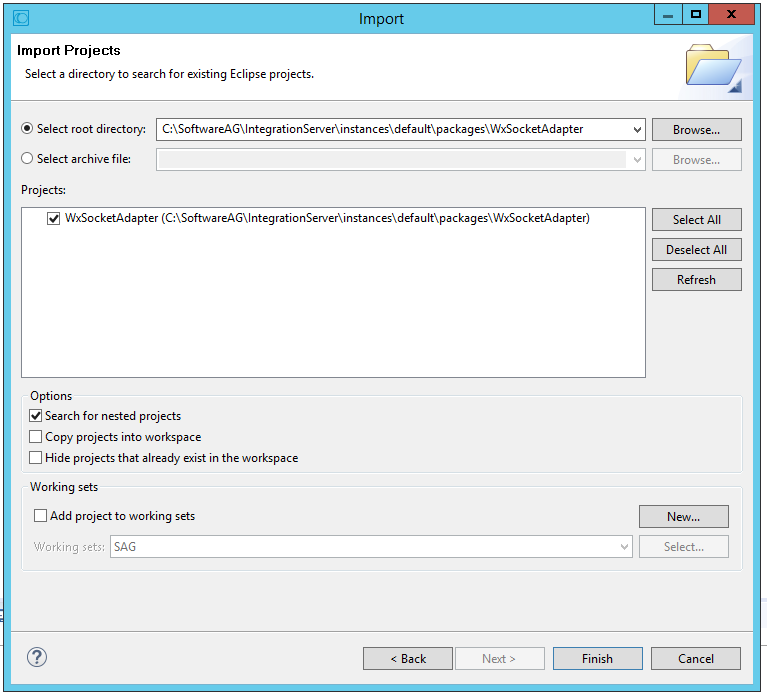 Import
X
Import Projects
Select a directory to search for existing Eclipse projects.
Select root directory: C:\SoftwareAG\IntegrationServer\instances\default\packages\WxSocketAdapter Browse...
Select archive file: Browse...
Projects:
WxSocketAdapter (C:\SoftwareAG\IntegrationServer\instances\default\packages\WxSocketAdapter) Select All
Deselect All
Refresh
Options
Search for nested projects
Copy projects into workspace
Hide projects that already exist in the workspace
Working sets
Add project to working sets New...
Working sets: SAG Select...
? < Back Next > Finish Cancel